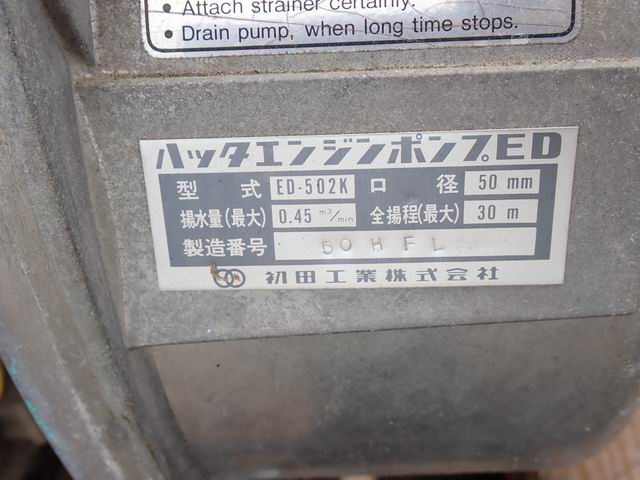 • Attach strainer certainly.
• Drain pump, when long time stops.
ハツタエンジンポンプED
型式 ED-502K 口径 50 mm
揚水量(最大) 0.45 m³/min 全揚程(最大) 30 m
製造番号 50HFL
初田工業株式会社